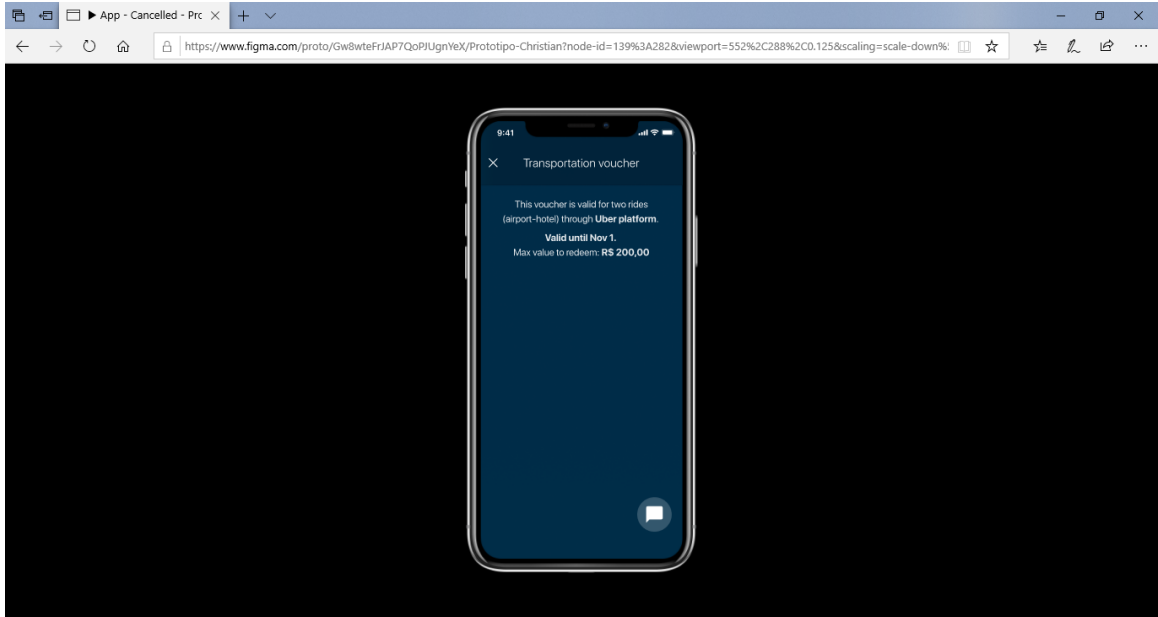 App - Cancelled - Prc
https://www.figma.com/proto/Gw8wteFrJAP7QoPJUgnYeX/Prototipo-Christian?node-id=139%3A282&viewport=552%2C288%2C0.125&scaling=scale-down%:
9:41
Transportation voucher
This voucher is valid for two rides
(airport-hotel) through Uber platform.
Valid until Nov 1.
Max value to redeem: R$ 200,00